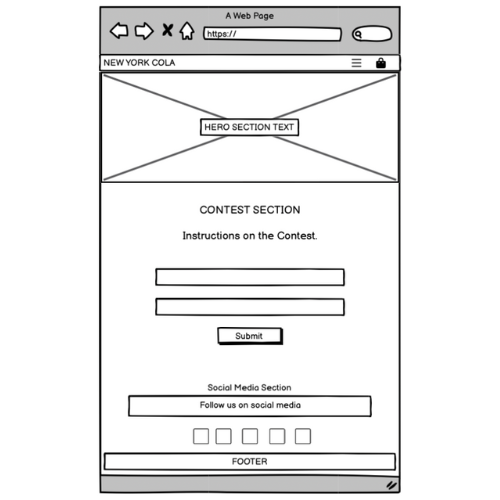 A Web Page
https://
NEW YORK COLA
HERO SECTION TEXT
CONTEST SECTION
Instructions on the Contest.
Submit
Social Media Section
Follow us on social media
FOOTER